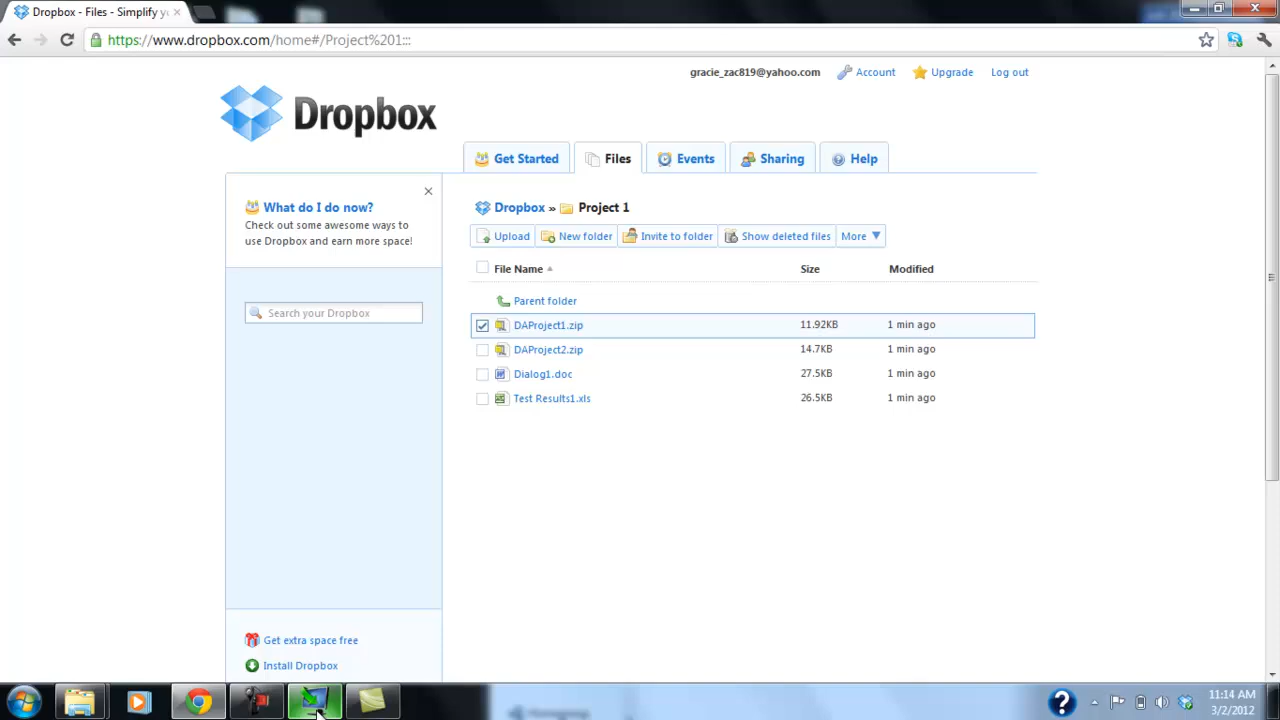 Dropbox - Files - Simplify y
https://www.dropbox.com/home#/Project%201:::
gracie_zac819@yahoo.com Account Upgrade Log out
Dropbox
Get Started Files Events Sharing Help
What do I do now?
Check out some awesome ways to
use Dropbox and earn more space!
Dropbox » Project 1
Upload New folder Invite to folder Show deleted files More
File Name Size Modified
Parent folder
Search your Dropbox
DAProject1.zip 11.92KB 1 min ago
DAProject2.zip 14.7KB 1 min ago
Dialog1.doc 27.5KB 1 min ago
Test Results1.xls 26.5KB 1 min ago
Get extra space free
Install Dropbox
11:14 AM
3/2/2012